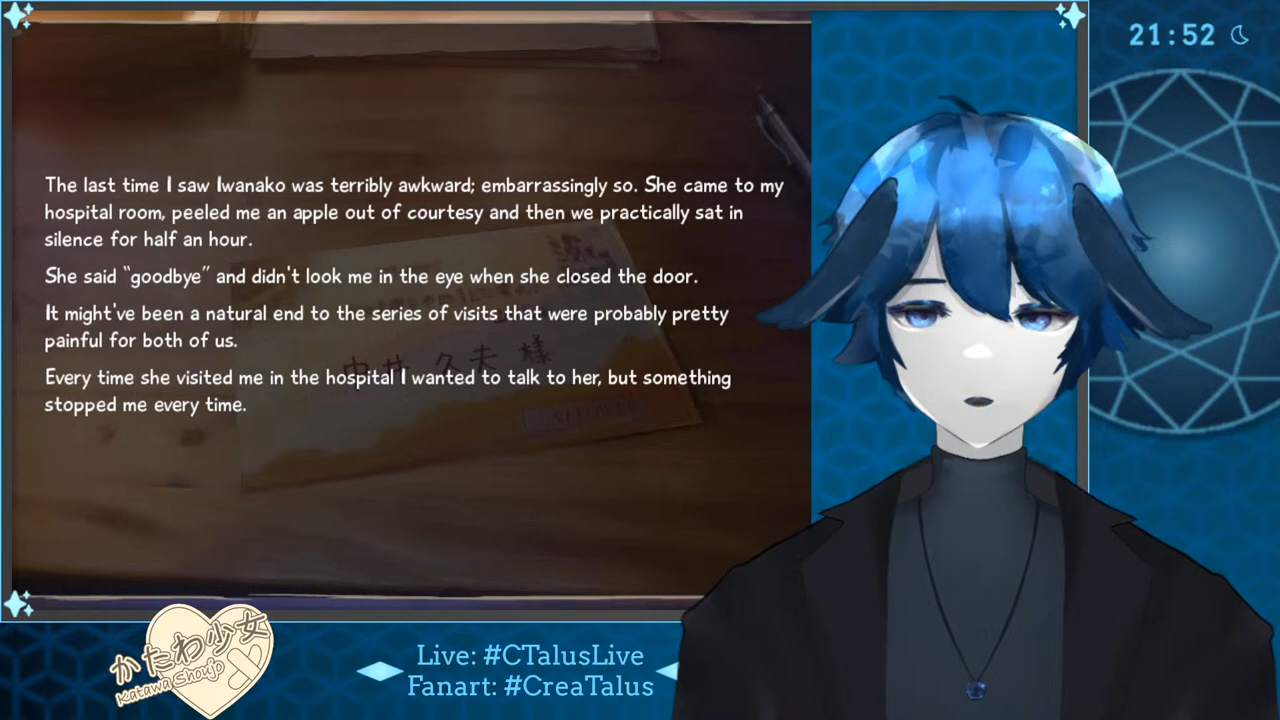 21:52
The last time I saw Iwanako was terribly awkward; embarrassingly so. She came to my
hospital room, peeled me an apple out of courtesy and then we practically sat in
silence for half an hour.
She said “goodbye” and didn't look me in the eye when she closed the door.
It might've been a natural end to the series of visits that were probably pretty
painful for both of us.
中井 久夫 様
Every time she visited me in the hospital I wanted to talk to her, but something
stopped me every time.
かたわ少女
Katawa Shoujo
Live: #CTalusLive
Fanart: #CreaTalus